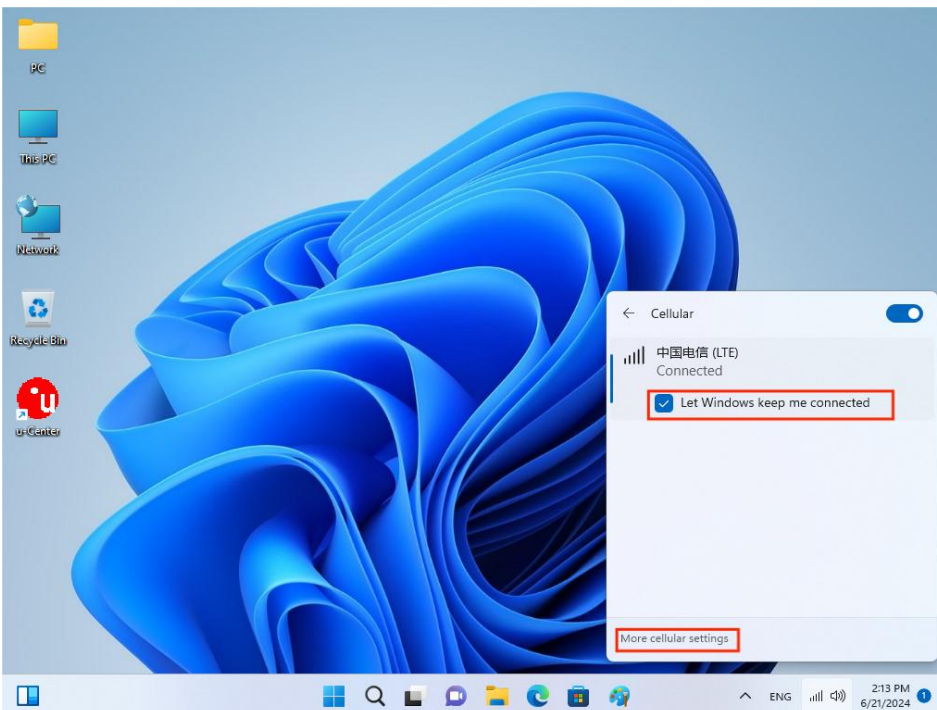 PC
This PC
Network
Recycle Bin
u
u-Center
Cellular
中国电信 (LTE)
Connected
Let Windows keep me connected
More cellular settings
ENG
2:13 PM
6/21/2024
1